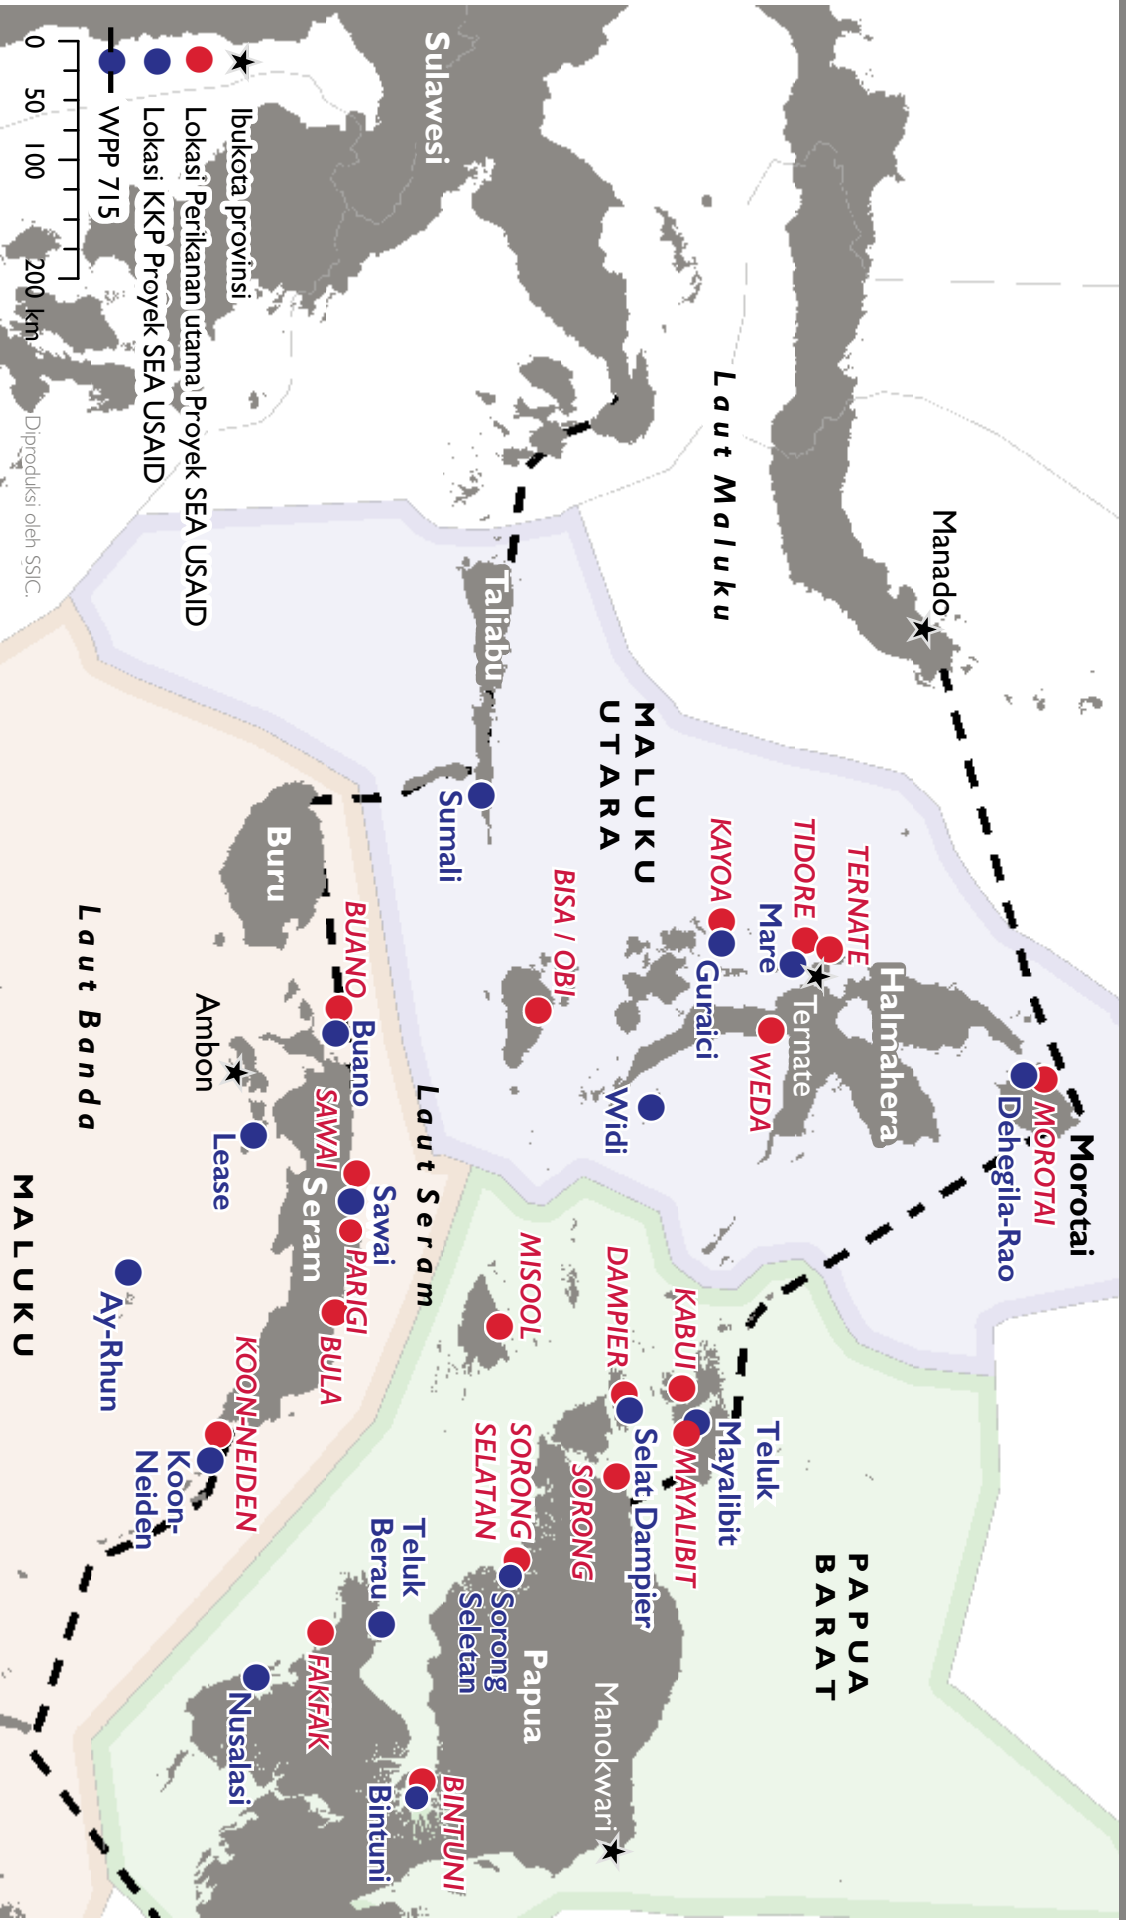 Sulawesi
Laut Maluku
Manado
Morotai
MOROTAI
Dehegila-Rao
Halmahera
TERNATE
TIDORE
Mare
Ternate
WEDA
KAYOA
Guraici
Widi
MALUKU
UTARA
BISA / OBI
Taliabu
Sumali
Buru
BUANO
Buano
Ambon
Lease
SAWAI
Sawai
Seram
PARIGI
BULA
KOON-NEIDEN
Koon-
Neiden
Ay-Rhun
Laut Seram
Laut Banda
MALUKU
MISOOL
DAMPIER
Selat Dampier
KABUI
Teluk
Mayalibit
MAYALIBIT
SORONG
SORONG
SELATAN
Sorong
Seletan
PAPUA
BARAT
Papua
Manokwari
Teluk
Berau
FAKFAK
Nusalasi
BINTUNI
Bintuni
Ibukota provinsi
Lokasi Perikanan utama Proyek SEA USAID
Lokasi KKP Proyek SEA USAID
WPP 715
0 50 100 200 km
Diproduksi oleh SSIC.